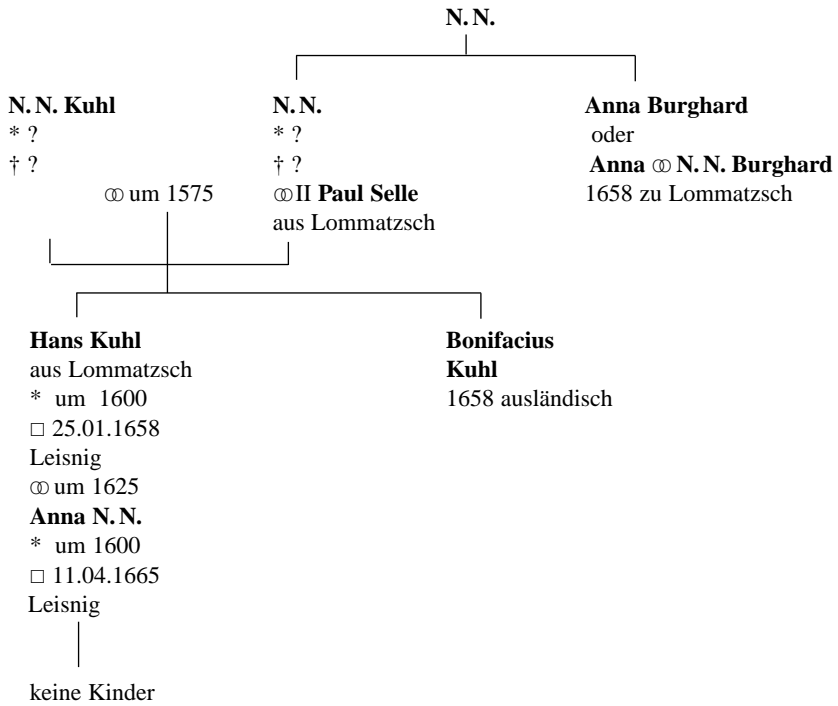 N. N.
N. N. Kuhl
* ?
† ?
⚭ um 1575
N. N.
* ?
† ?
⚭ II Paul Selle
aus Lommatzsch
Anna Burghard
oder
Anna ⚭ N. N. Burghard
1658 zu Lommatzsch
Hans Kuhl
aus Lommatzsch
* um 1600
□ 25.01.1658
Leisnig
⚭ um 1625
Anna N. N.
* um 1600
□ 11.04.1665
Leisnig
keine Kinder
Bonifacius
Kuhl
1658 ausländisch